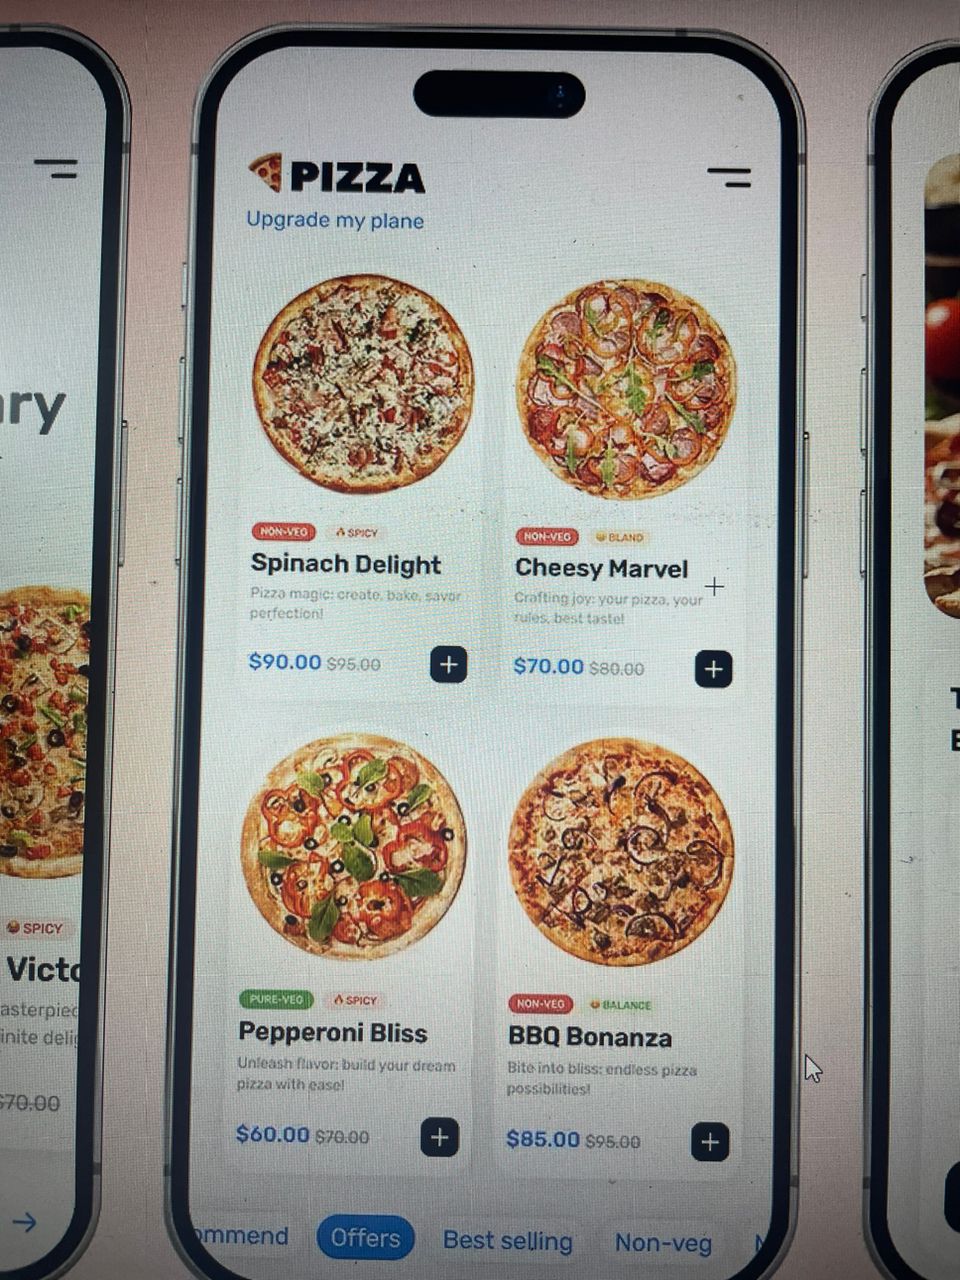 PIZZA
Upgrade my plane
NON-VEG SPICY
Spinach Delight
Pizza magic: create, bake, savor
perfection!
$90.00 $95.00
NON-VEG BLAND
Cheesy Marvel
Crafting joy: your pizza, your
rules, best taste!
$70.00 $80.00
PURE-VEG SPICY
Pepperoni Bliss
Unleash flavor: build your dream
pizza with ease!
$60.00 $70.00
NON-VEG BALANCE
BBQ Bonanza
Bite into bliss: endless pizza
possibilities!
$85.00 $95.00
ommend Offers Best selling Non-veg
ary
SPICY
Victo
asterpiec
inite delig
$70.00